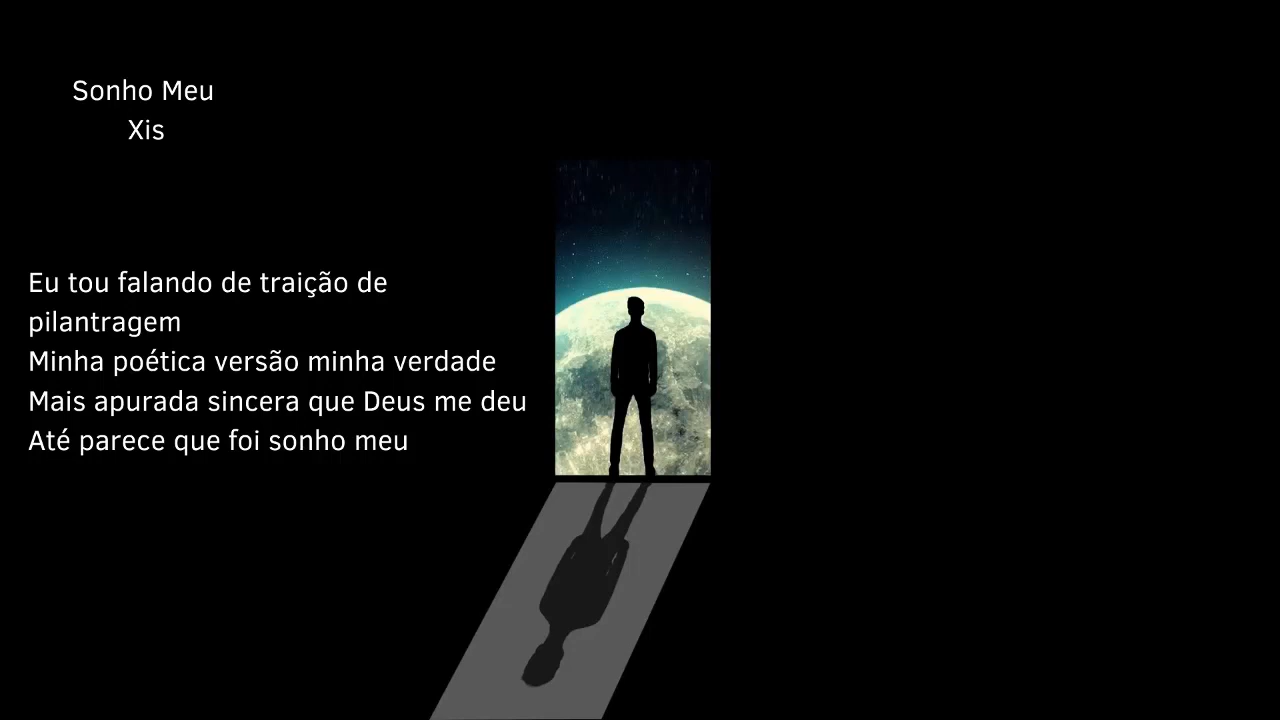 Sonho Meu
Xis
Eu tou falando de traição de
pilantragem
Minha poética versão minha verdade
Mais apurada sincera que Deus me deu
Até parece que foi sonho meu